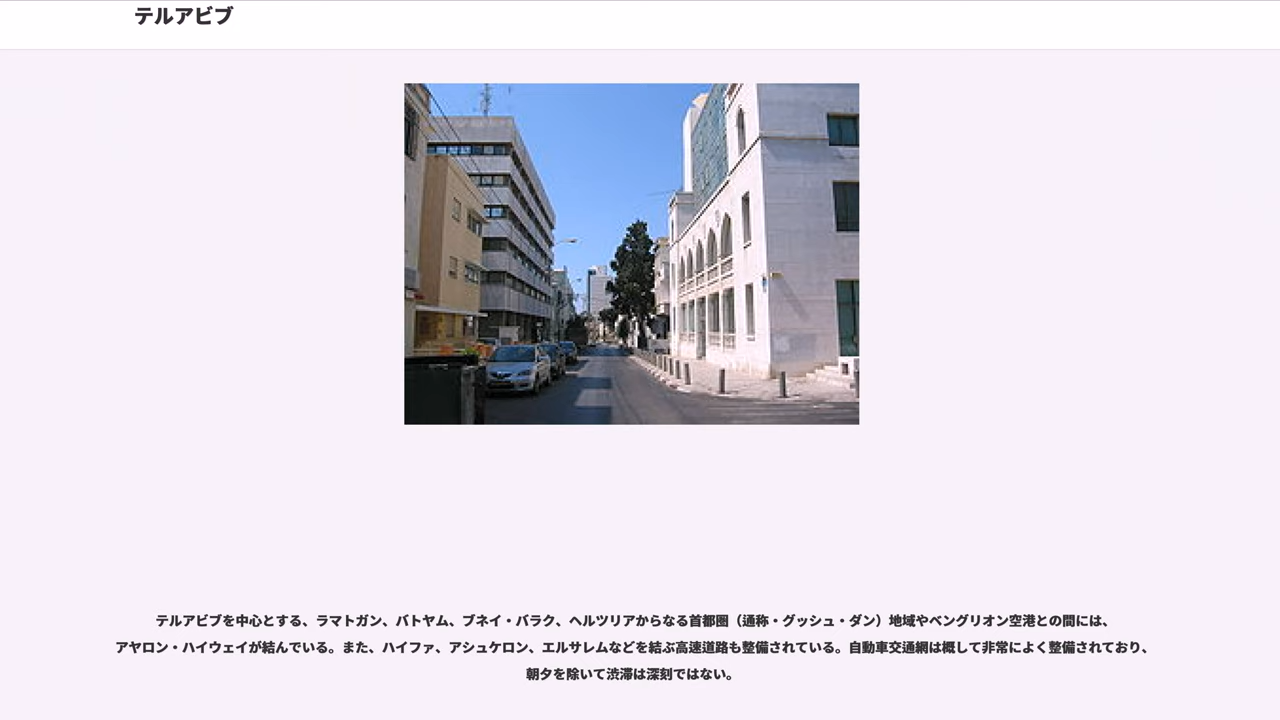 テルアビブ
テルアビブを中心とする、ラマトガン、バトヤム、ブネイ・バラク、ヘルツリアからなる首都圏（通称・グッシュ・ダン）地域やベングリオン空港との間には、
アヤロン・ハイウェイが結んでいる。また、ハイファ、アシュケロン、エルサレムなどを結ぶ高速道路も整備されている。自動車交通網は概して非常によく整備されており、
朝夕を除いて渋滞は深刻ではない。